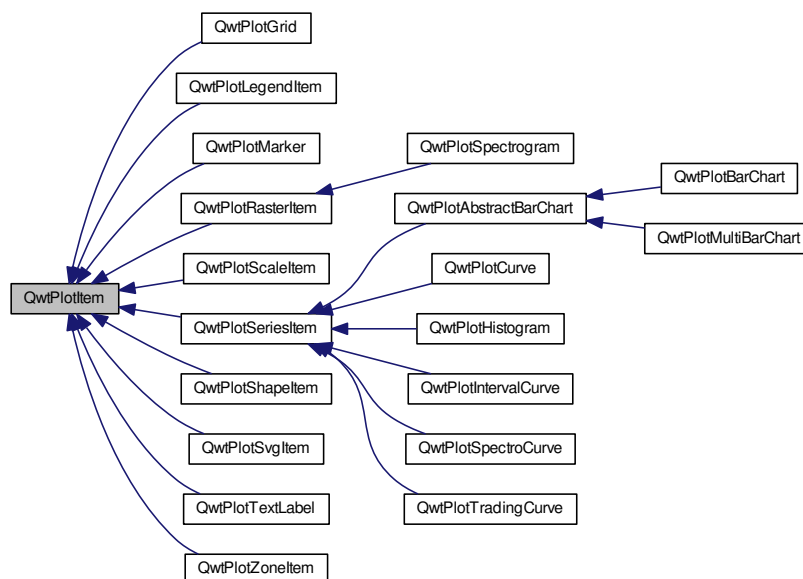 QwtPlotGrid
QwtPlotLegendItem
QwtPlotMarker
QwtPlotSpectrogram
QwtPlotBarChart
QwtPlotRasterItem
QwtPlotAbstractBarChart
QwtPlotMultiBarChart
QwtPlotScaleItem
QwtPlotCurve
QwtPlotItem
QwtPlotSeriesItem
QwtPlotHistogram
QwtPlotShapeItem
QwtPlotIntervalCurve
QwtPlotSvgItem
QwtPlotSpectroCurve
QwtPlotTextLabel
QwtPlotTradingCurve
QwtPlotZoneItem